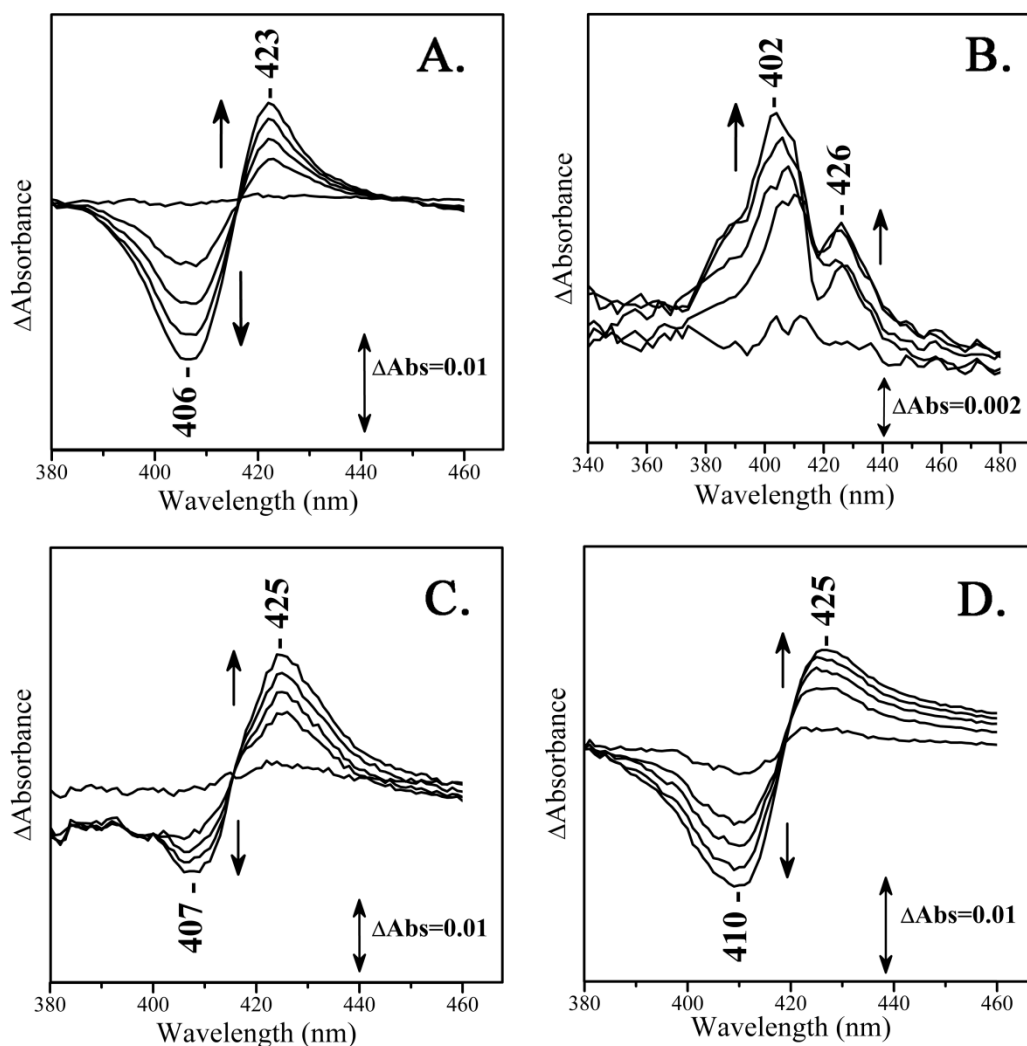 A.
423
406
ΔAbs=0.01
ΔAbsorbance
380 400 420 440 460
Wavelength (nm)
B.
402
426
ΔAbs=0.002
ΔAbsorbance
340 360 380 400 420 440 460 480
Wavelength (nm)
C.
425
407
ΔAbs=0.01
ΔAbsorbance
380 400 420 440 460
Wavelength (nm)
D.
425
410
ΔAbs=0.01
ΔAbsorbance
380 400 420 440 460
Wavelength (nm)